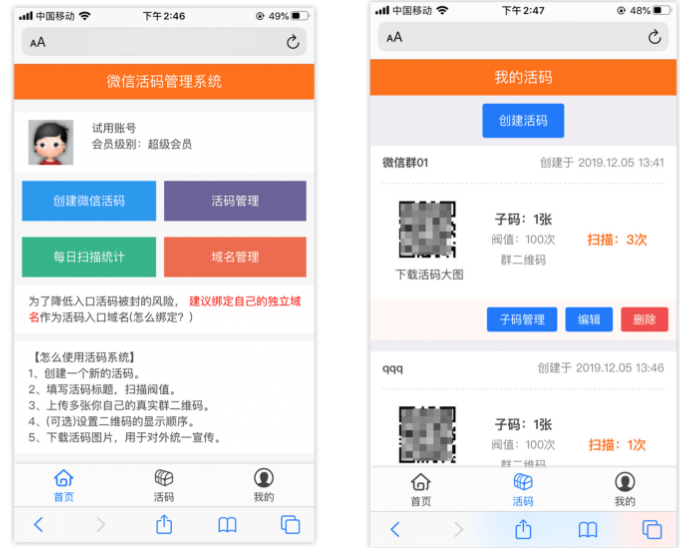 中国移动
下午2:46
49%
AA
微信活码管理系统
试用账号
会员级别：超级会员
创建微信活码
活码管理
每日扫描统计
域名管理
为了降低入口活码被封的风险，建议绑定自己的独立域
名作为活码入口域名(怎么绑定？)
【怎么使用活码系统】
1、创建一个新的活码。
2、填写活码标题，扫描阀值。
3、上传多张你自己的真实群二维码。
4、(可选)设置二维码的显示顺序。
5、下载活码图片，用于对外统一宣传。
首页
活码
我的
中国移动
下午2:47
48%
AA
我的活码
创建活码
微信群01
创建于 2019.12.05 13:41
子码：1张
阀值：100次
扫描：3次
群二维码
下载活码大图
子码管理
编辑
删除
qqq
创建于 2019.12.05 13:46
子码：1张
阀值：100次
扫描：1次
群二维码
首页
活码
我的